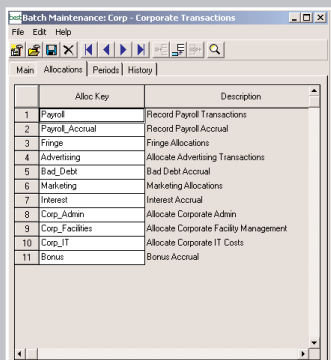 best Batch Maintenance: Corp - Corporate Transactions
File Edit Help
Main Allocations Periods History
Alloc Key Description
1 Payroll Record Payroll Transactions
2 Payroll_Accrual Record Payroll Accrual
3 Fringe Fringe Allocations
4 Advertising Allocate Advertising Transactions
5 Bad_Debt Bad Debt Accrual
6 Marketing Marketing Allocations
7 Interest Interest Accrual
8 Corp_Admin Allocate Corporate Admin
9 Corp_Facilities Allocate Corporate Facility Management
10 Corp_IT Allocate Corporate IT Costs
11 Bonus Bonus Accrual